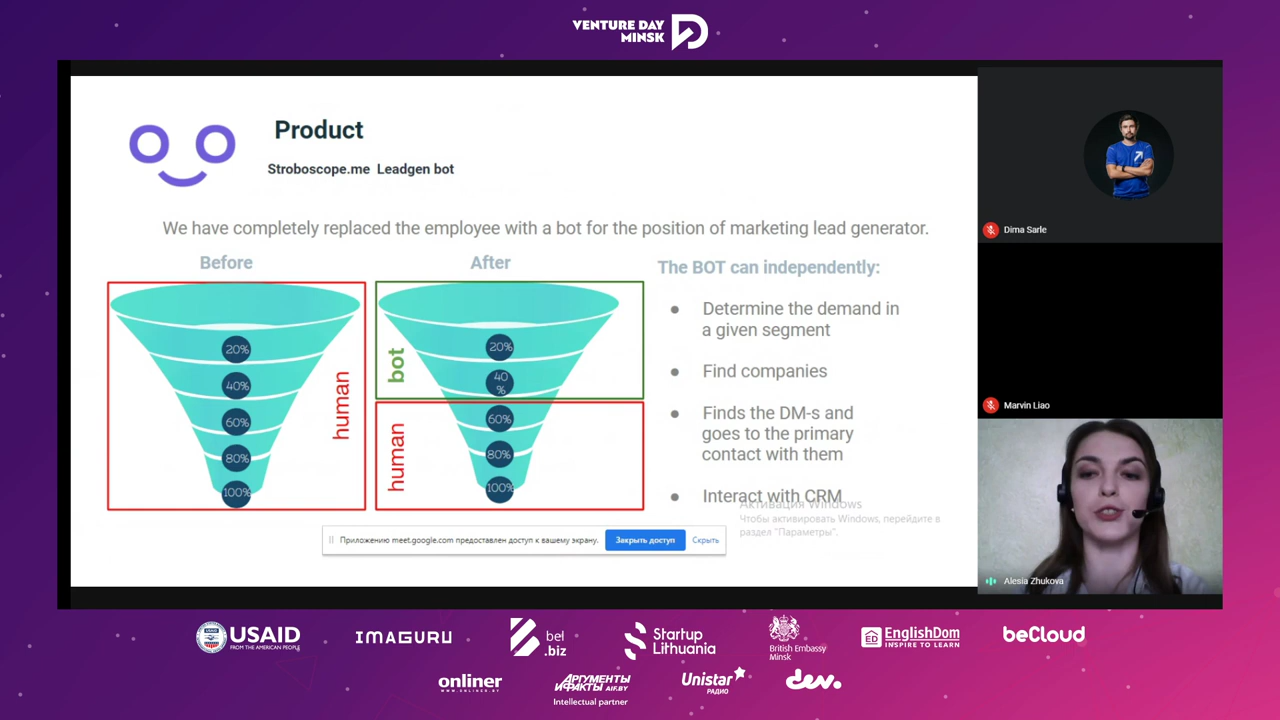 VENTURE DAY
MINSK
Product
Stroboscope.me Leadgen bot
We have completely replaced the employee with a bot for the position of marketing lead generator.
Before
After
20%
40%
60%
80%
100%
human
bot
human
20%
40
%
60%
80%
100%
The BOT can independently:
Determine the demand in
a given segment
Find companies
Finds the DM-s and
goes to the primary
contact with them
Interact with CRM
Активация Windows
Чтобы активировать Windows, перейдите в
раздел "Параметры".
Приложению meet.google.com предоставлен доступ к вашему экрану.
Закрыть доступ
Скрыть
Dima Sarle
Marvin Liao
Alesia Zhukova
USAID
FROM THE AMERICAN PEOPLE
IMAGURU
bel
.biz
Startup
Lithuania
British Embassy
Minsk
ED
EnglishDom
INSPIRE TO LEARN
beCloud
onliner
WWW.ONLINER.BY
АРГУМЕНТЫ
И ФАКТЫ AIF.BY
Intellectual partner
Unistar
РАДИО
dev.